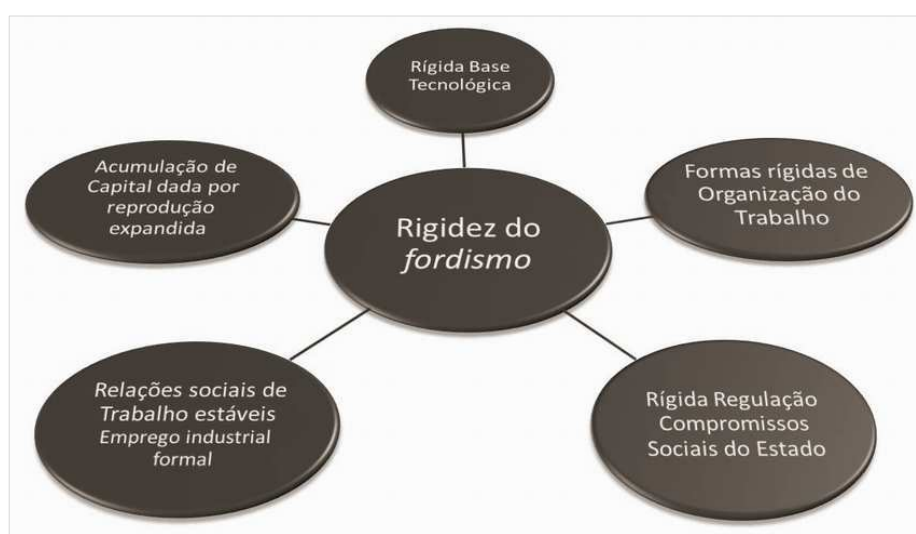 Rígida Base
Tecnológica
Acumulação de
Capital dada por
reprodução
expandida
Formas rígidas de
Organização do
Trabalho
Rigidez do
fordismo
Relações sociais de
Trabalho estáveis
Emprego industrial
formal
Rígida Regulação
Compromissos
Sociais do Estado